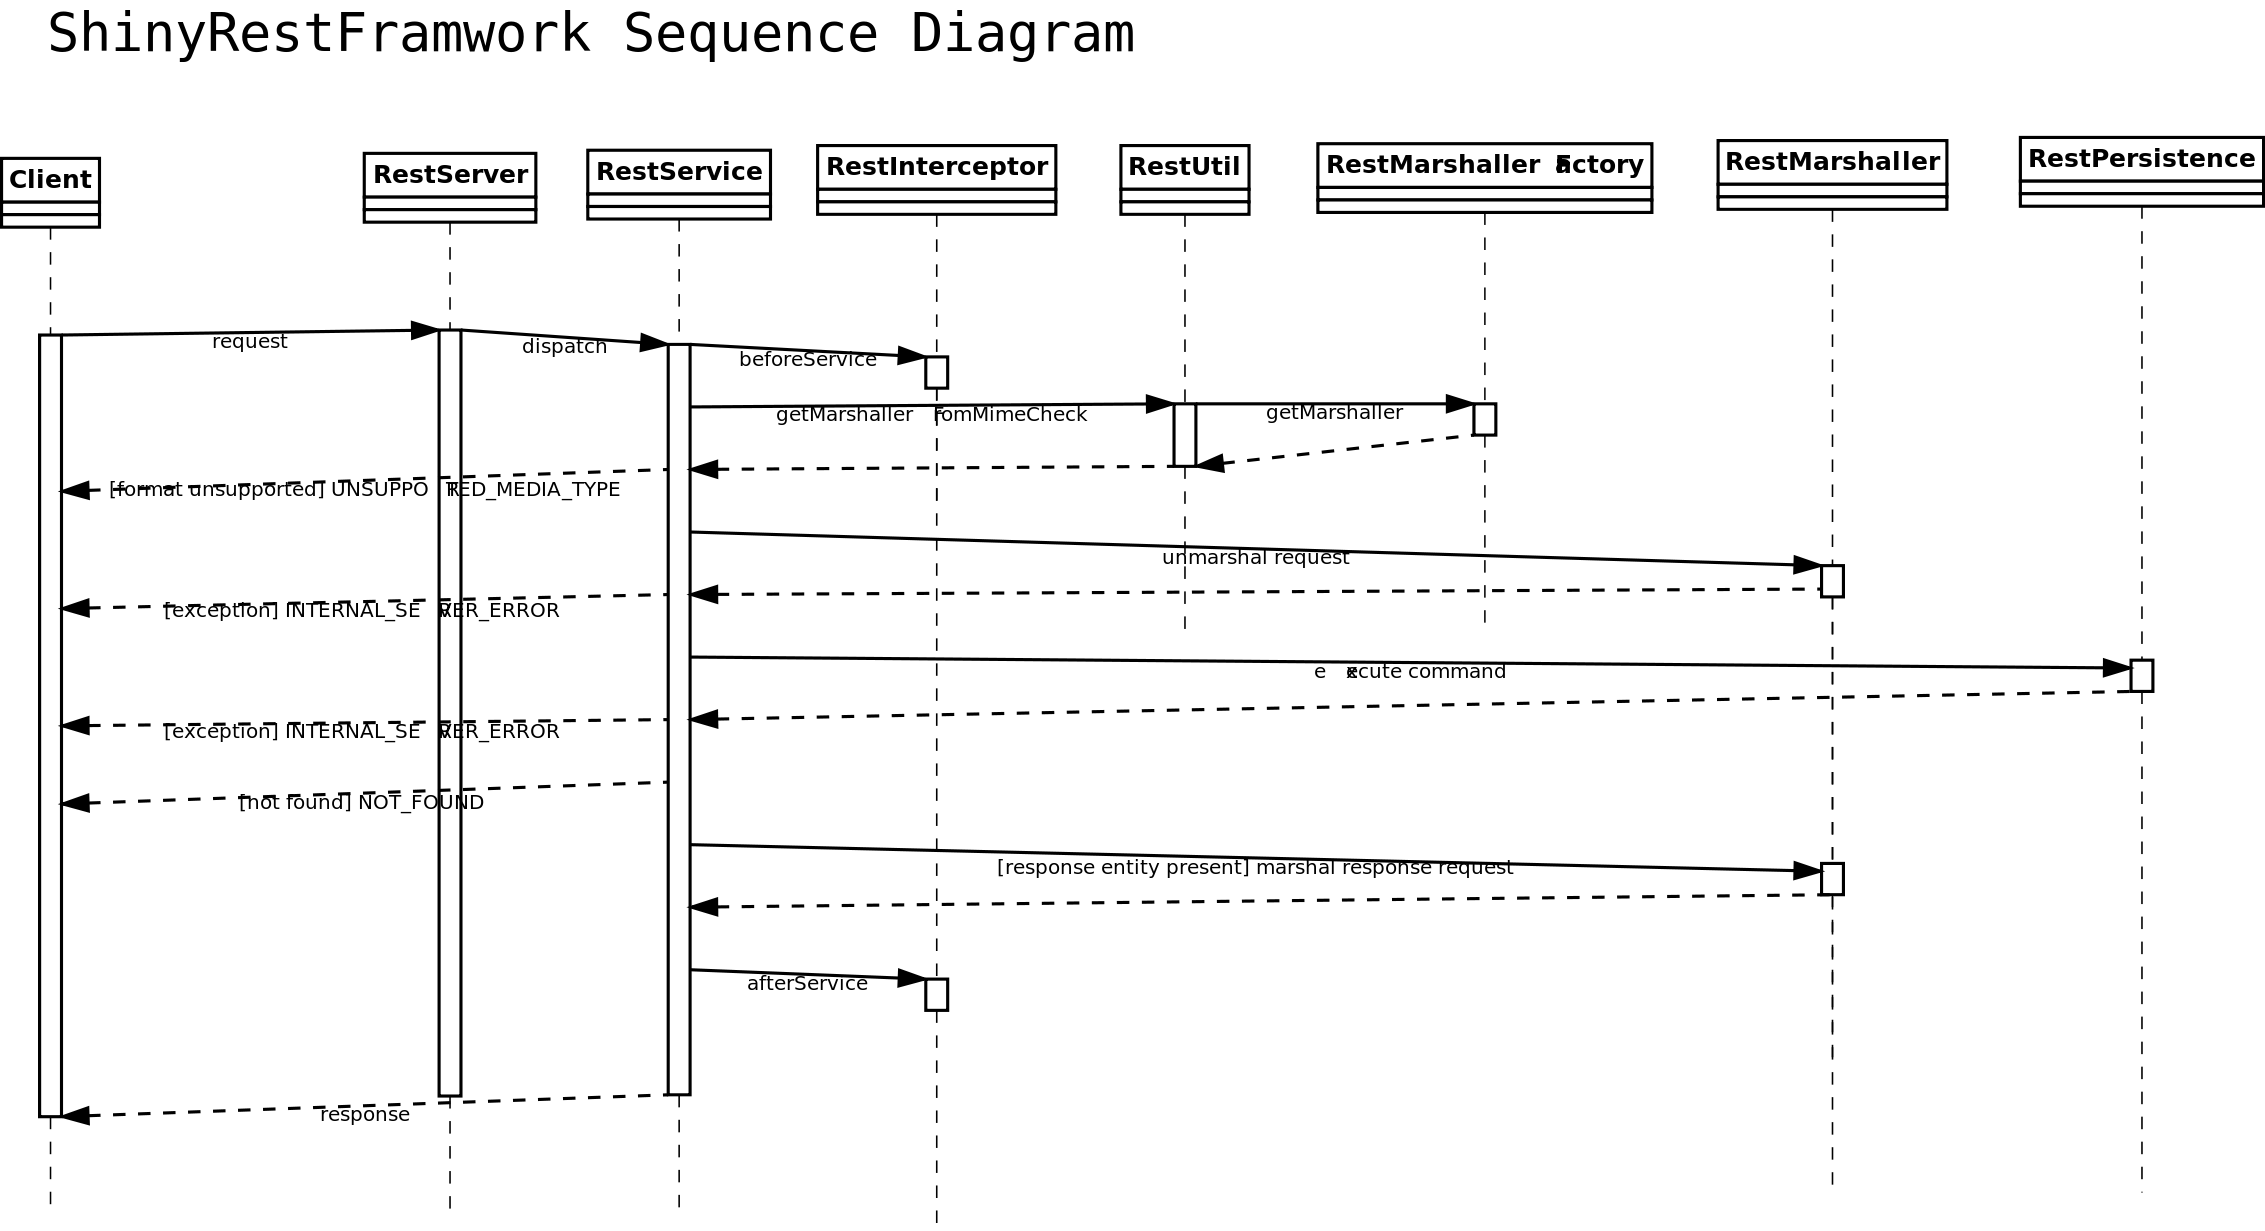 ShinyRestFramwork Sequence Diagram
Client
RestServer
RestService
RestInterceptor
RestUtil
RestMarshaller Factory
RestMarshaller
RestPersistence
request
dispatch
beforeService
getMarshaller FromMimeCheck
getMarshaller
[format unsupported] UNSUPPORTED_MEDIA_TYPE
unmarshal request
[exception] INTERNAL_SERVER_ERROR
execute command
[exception] INTERNAL_SERVER_ERROR
[not found] NOT_FOUND
[response entity present] marshal response request
afterService
response